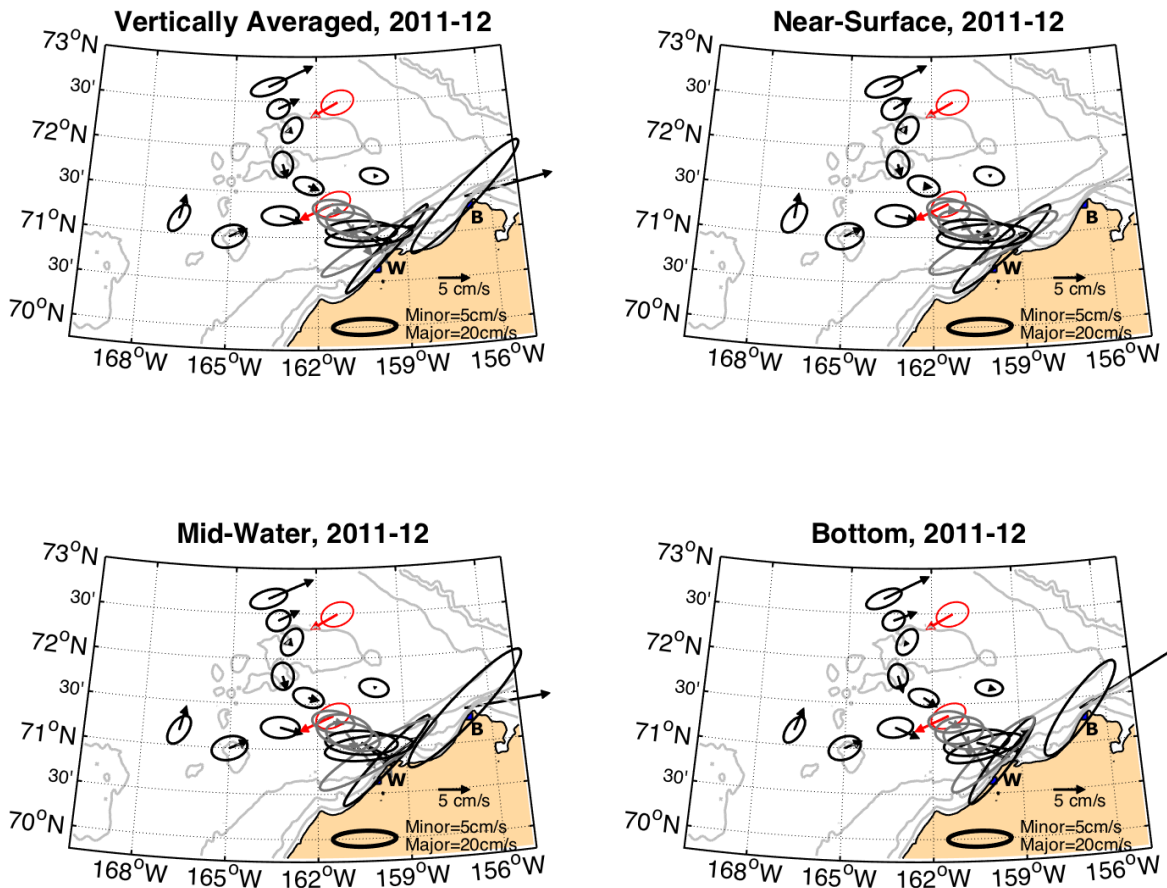 Vertically Averaged, 2011-12
73°N
30'
72°N
30'
71°N
30'
70°N
B
W
5 cm/s
Minor=5cm/s
Major=20cm/s
168°W
165°W
162°W
159°W
156°W
Near-Surface, 2011-12
73°N
30'
72°N
30'
71°N
30'
70°N
B
W
5 cm/s
Minor=5cm/s
Major=20cm/s
168°W
165°W
162°W
159°W
156°W
Mid-Water, 2011-12
73°N
30'
72°N
30'
71°N
30'
70°N
B
W
5 cm/s
Minor=5cm/s
Major=20cm/s
168°W
165°W
162°W
159°W
156°W
Bottom, 2011-12
73°N
30'
72°N
30'
71°N
30'
70°N
B
W
5 cm/s
Minor=5cm/s
Major=20cm/s
168°W
165°W
162°W
159°W
156°W